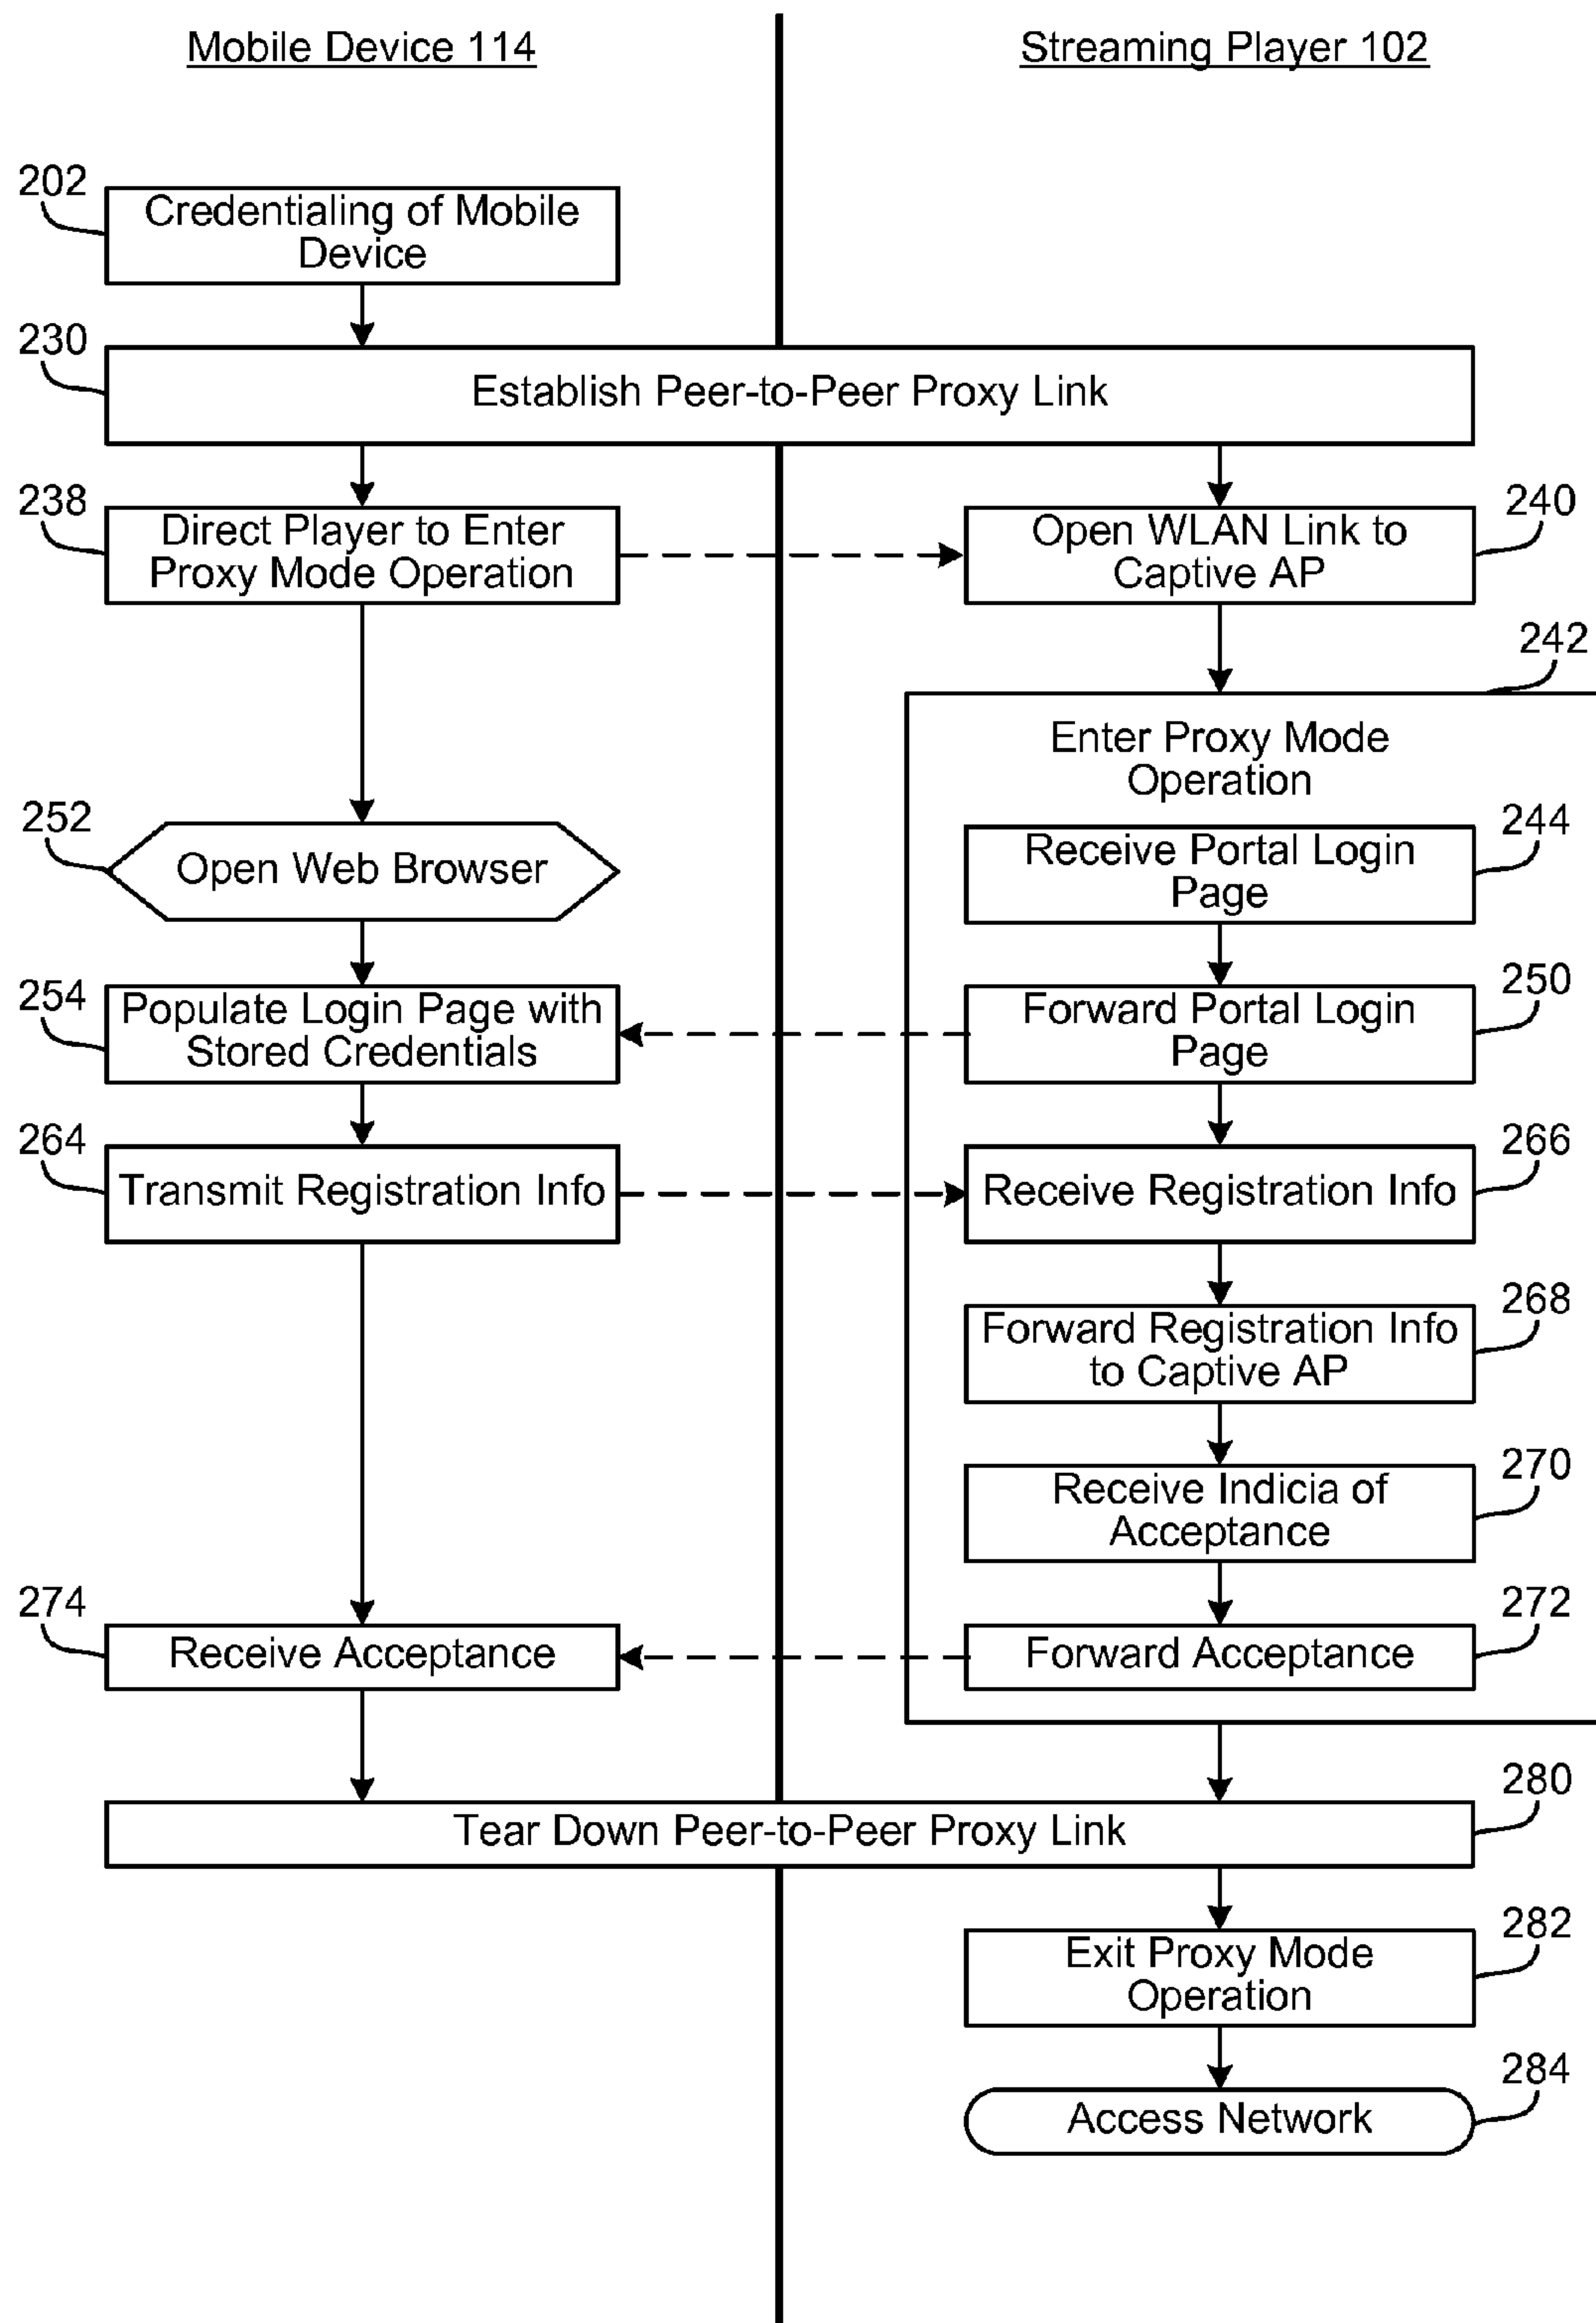 Mobile Device 114
Streaming Player 102
202
Credentialing of Mobile
Device
230
Establish Peer-to-Peer Proxy Link
238
Direct Player to Enter
Proxy Mode Operation
240
Open WLAN Link to
Captive AP
242
Enter Proxy Mode
Operation
252
Open Web Browser
244
Receive Portal Login
Page
254
Populate Login Page with
Stored Credentials
250
Forward Portal Login
Page
264
Transmit Registration Info
266
Receive Registration Info
268
Forward Registration Info
to Captive AP
270
Receive Indicia of
Acceptance
274
Receive Acceptance
272
Forward Acceptance
280
Tear Down Peer-to-Peer Proxy Link
282
Exit Proxy Mode
Operation
284
Access Network